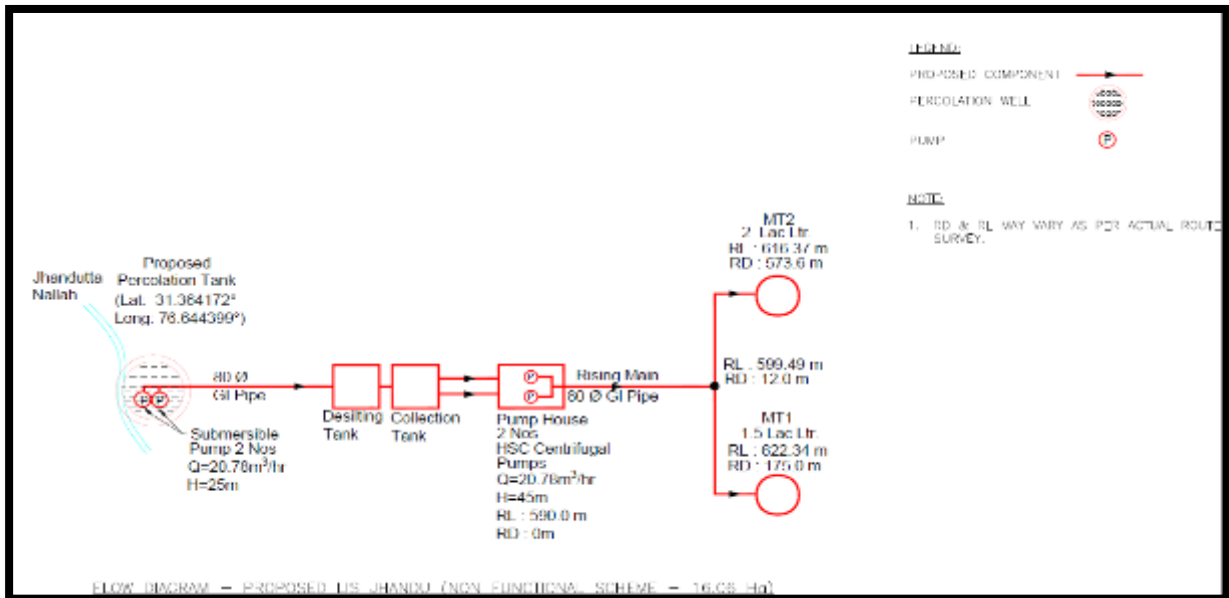 LEGEND:
PROPOSED COMPONENT
PERCOLATION WELL
PUMP
P
NOTE:
1. RD & RL MAY VARY AS PER ACTUAL ROUTE
SURVEY.
MT2
2 Lac Ltr.
RL : 616.37 m
RD : 573.6 m
Proposed
Percolation Tank
(Lat. 31.364172°
Long. 76.644399°)
Jhandutta
Nallah
80 Ø
GI Pipe
P P
Submersible
Pump 2 Nos
Q=20.78m³/hr
H=25m
Desilting
Tank
Collection
Tank
P
P
Pump House
2 Nos
HSC Centrifugal
Pumps
Q=20.78m³/hr
H=45m
RL : 590.0 m
RD : 0m
Rising Main
80 Ø GI Pipe
RL : 599.49 m
RD : 12.0 m
MT1
1.5 Lac Ltr.
RL : 622.34 m
RD : 175.0 m
FLOW DIAGRAM – PROPOSED LIS JHANDU (NON FUNCTIONAL SCHEME – 16.06 Ha)